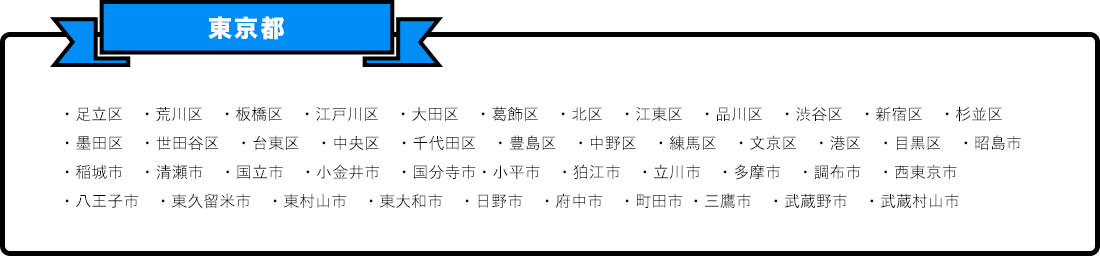 東京都
・足立区　・荒川区　・板橋区　・江戸川区　・大田区　・葛飾区　・北区　・江東区　・品川区　・渋谷区　・新宿区　・杉並区
・墨田区　・世田谷区　・台東区　・中央区　・千代田区　・豊島区　・中野区　・練馬区　・文京区　・港区　・目黒区　・昭島市
・稲城市　・清瀬市　・国立市　・小金井市　・国分寺市・小平市　・狛江市　・立川市　・多摩市　・調布市　・西東京市
・八王子市　・東久留米市　・東村山市　・東大和市　・日野市　・府中市　・町田市 ・三鷹市　・武蔵野市　・武蔵村山市